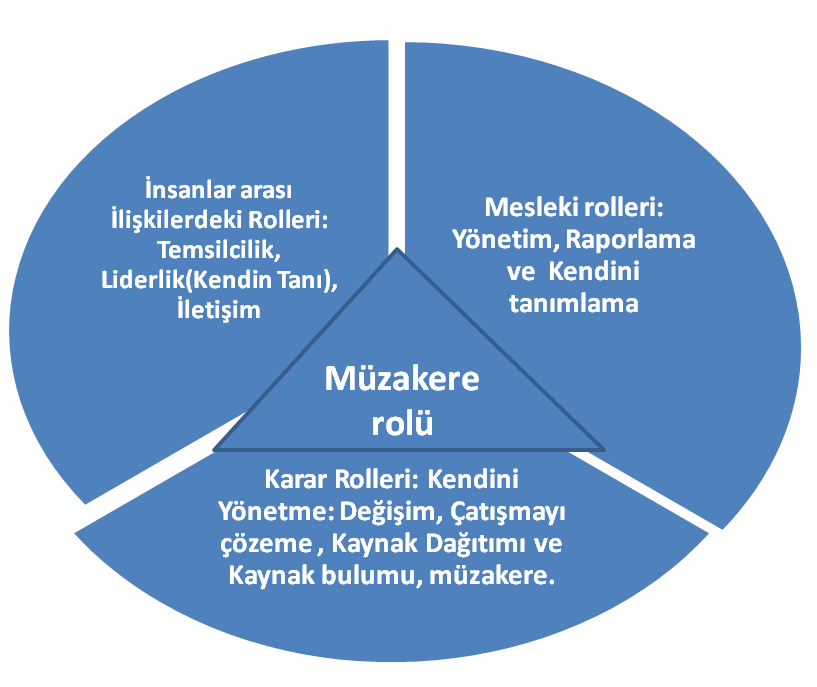 İnsanlar arası
İlişkilerdeki Rolleri:
Temsilcilik,
Liderlik(Kendin Tanı),
İletişim
Mesleki rolleri:
Yönetim, Raporlama
ve Kendini
tanımlama
Müzakere
rolü
Karar Rolleri: Kendini
Yönetme: Değişim, Çatışmayı
çözeme , Kaynak Dağıtımı ve
Kaynak bulumu, müzakere.